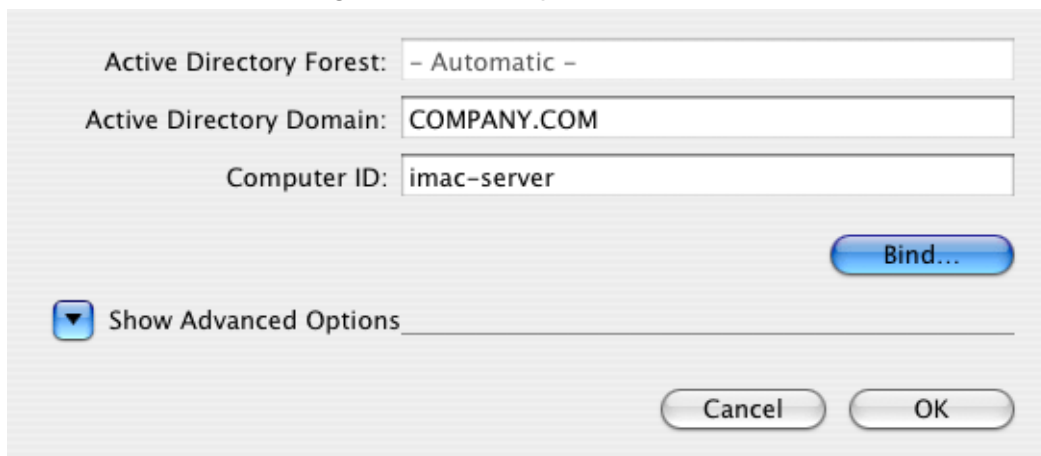 Active Directory Forest: – Automatic –
Active Directory Domain: COMPANY.COM
Computer ID: imac-server
Bind...
Show Advanced Options
Cancel OK